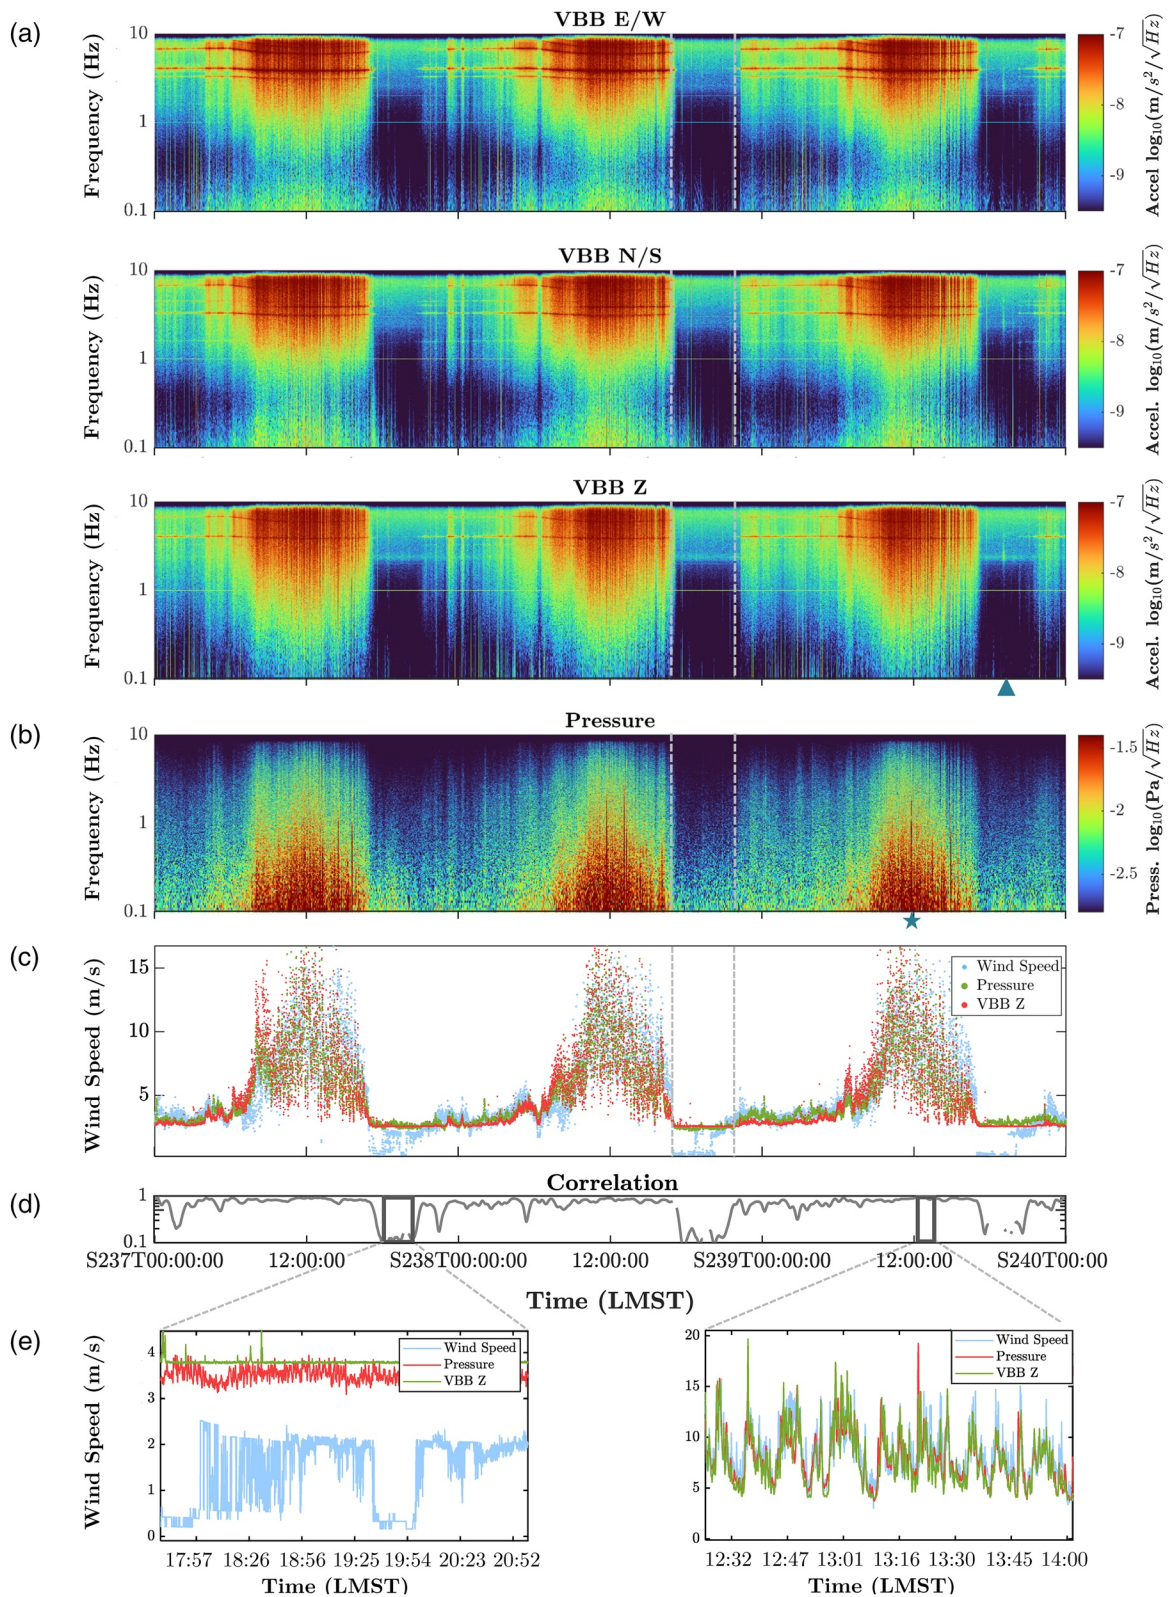 (a)
VBB E/W
Frequency (Hz)
10
1
0.1
-7
-8
-9
Accel log10(m/s²/√Hz)
VBB N/S
Frequency (Hz)
10
1
0.1
-7
-8
-9
Accel. log10(m/s²/√Hz)
VBB Z
Frequency (Hz)
10
1
0.1
-7
-8
-9
Accel. log10(m/s²/√Hz)
(b)
Pressure
Frequency (Hz)
10
1
0.1
-1.5
-2
-2.5
Press. log10(Pa/√Hz)
(c)
Wind Speed (m/s)
15
10
5
Wind Speed
Pressure
VBB Z
(d)
Correlation
1
0.1
S237T00:00:00 12:00:00 S238T00:00:00 12:00:00 S239T00:00:00 12:00:00 S240T00:00:00
Time (LMST)
(e)
Wind Speed (m/s)
4
3
2
1
0
Wind Speed
Pressure
VBB Z
17:57 18:26 18:56 19:25 19:54 20:23 20:52
Time (LMST)
20
15
10
5
0
Wind Speed
Pressure
VBB Z
12:32 12:47 13:01 13:16 13:30 13:45 14:00
Time (LMST)